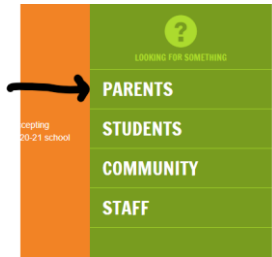 ?
LOOKING FOR SOMETHING
PARENTS
cepting
20-21 school
STUDENTS
COMMUNITY
STAFF